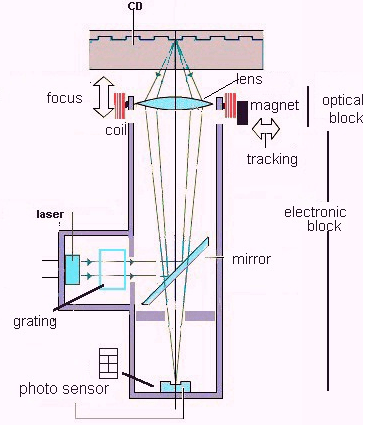 CD
lens
focus
magnet
optical
block
coil
tracking
electronic
block
laser
mirror
grating
photo sensor